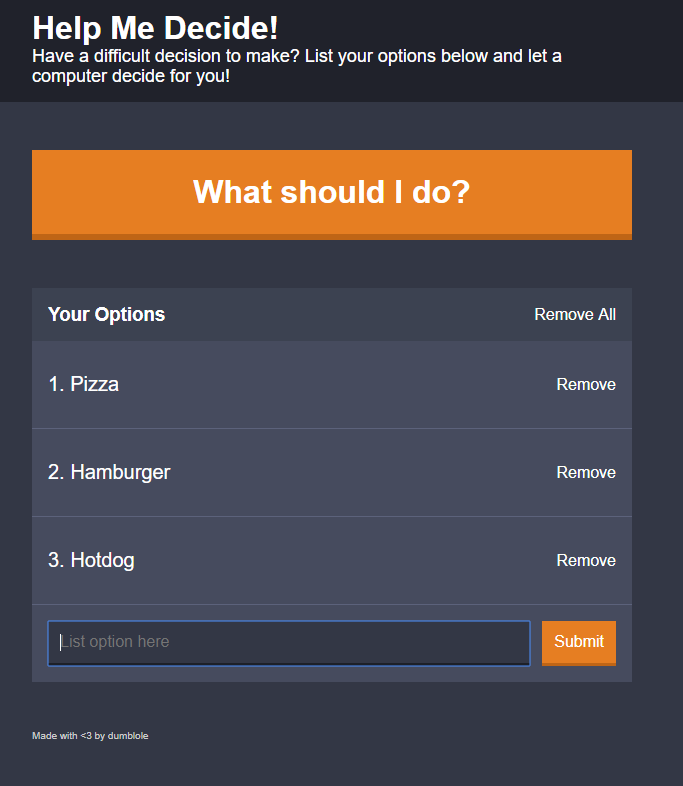 Help Me Decide!
Have a difficult decision to make? List your options below and let a
computer decide for you!
What should I do?
Your Options Remove All
1. Pizza Remove
2. Hamburger Remove
3. Hotdog Remove
List option here Submit
Made with <3 by dumblole